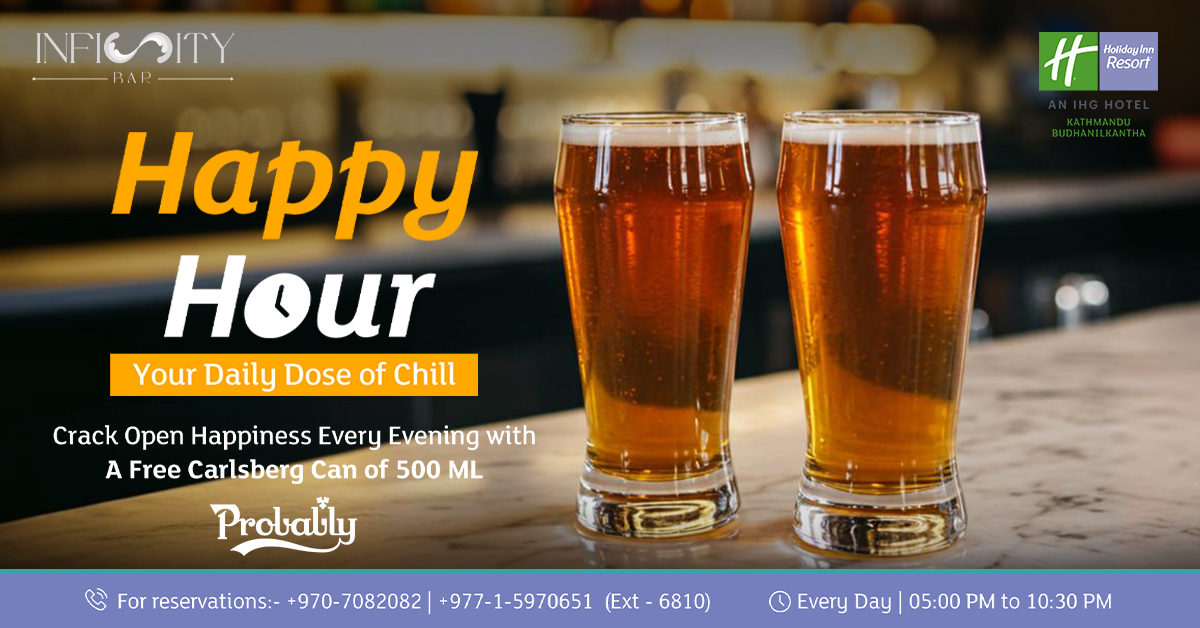 INFINITY
BAR
H
Holiday Inn
Resort
AN IHG HOTEL
KATHMANDU
BUDHANILKANTHA
Happy
Hour
Your Daily Dose of Chill
Crack Open Happiness Every Evening with
A Free Carlsberg Can of 500 ML
Probably
For reservations:- +970-7082082 | +977-1-5970651 (Ext - 6810)
Every Day | 05:00 PM to 10:30 PM